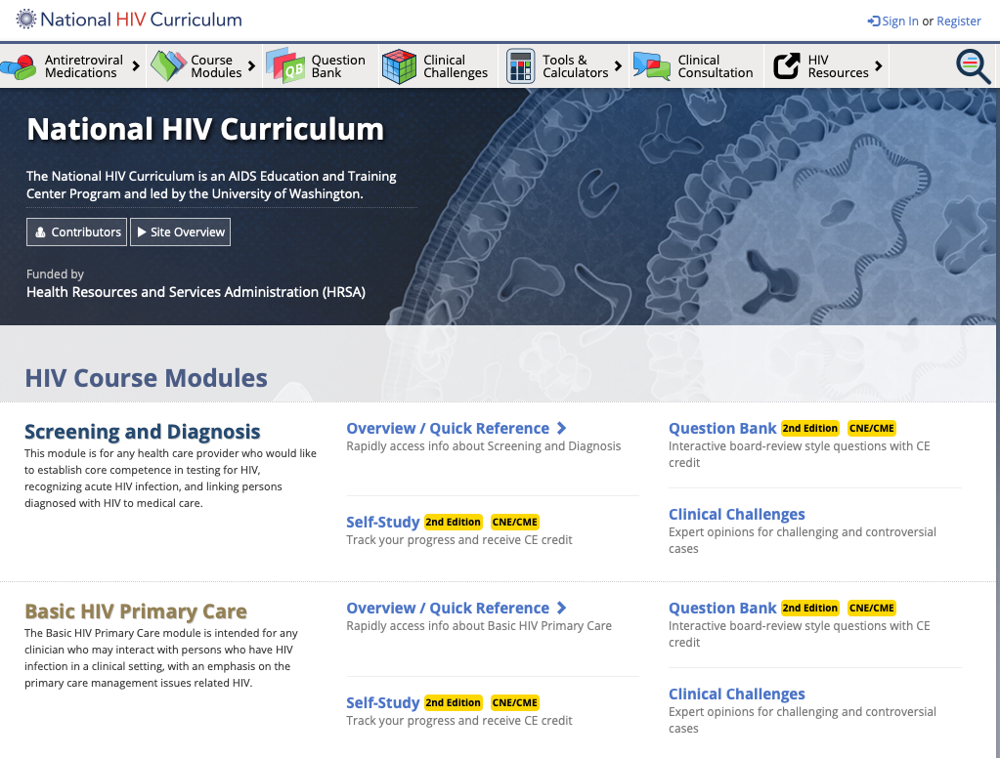 National HIV Curriculum
Sign In or Register
Antiretroviral
Medications
Course
Modules
QB
Question
Bank
Clinical
Challenges
Tools &
Calculators
Clinical
Consultation
HIV
Resources
National HIV Curriculum
The National HIV Curriculum is an AIDS Education and Training
Center Program and led by the University of Washington.
Contributors
Site Overview
Funded by
Health Resources and Services Administration (HRSA)
HIV Course Modules
Screening and Diagnosis
This module is for any health care provider who would like
to establish core competence in testing for HIV,
recognizing acute HIV infection, and linking persons
diagnosed with HIV to medical care.
Overview / Quick Reference
Rapidly access info about Screening and Diagnosis
Self-Study 2nd Edition CNE/CME
Track your progress and receive CE credit
Question Bank 2nd Edition CNE/CME
Interactive board-review style questions with CE
credit
Clinical Challenges
Expert opinions for challenging and controversial
cases
Basic HIV Primary Care
The Basic HIV Primary Care module is intended for any
clinician who may interact with persons who have HIV
infection in a clinical setting, with an emphasis on the
primary care management issues related HIV.
Overview / Quick Reference
Rapidly access info about Basic HIV Primary Care
Self-Study 2nd Edition CNE/CME
Track your progress and receive CE credit
Question Bank 2nd Edition CNE/CME
Interactive board-review style questions with CE
credit
Clinical Challenges
Expert opinions for challenging and controversial
cases